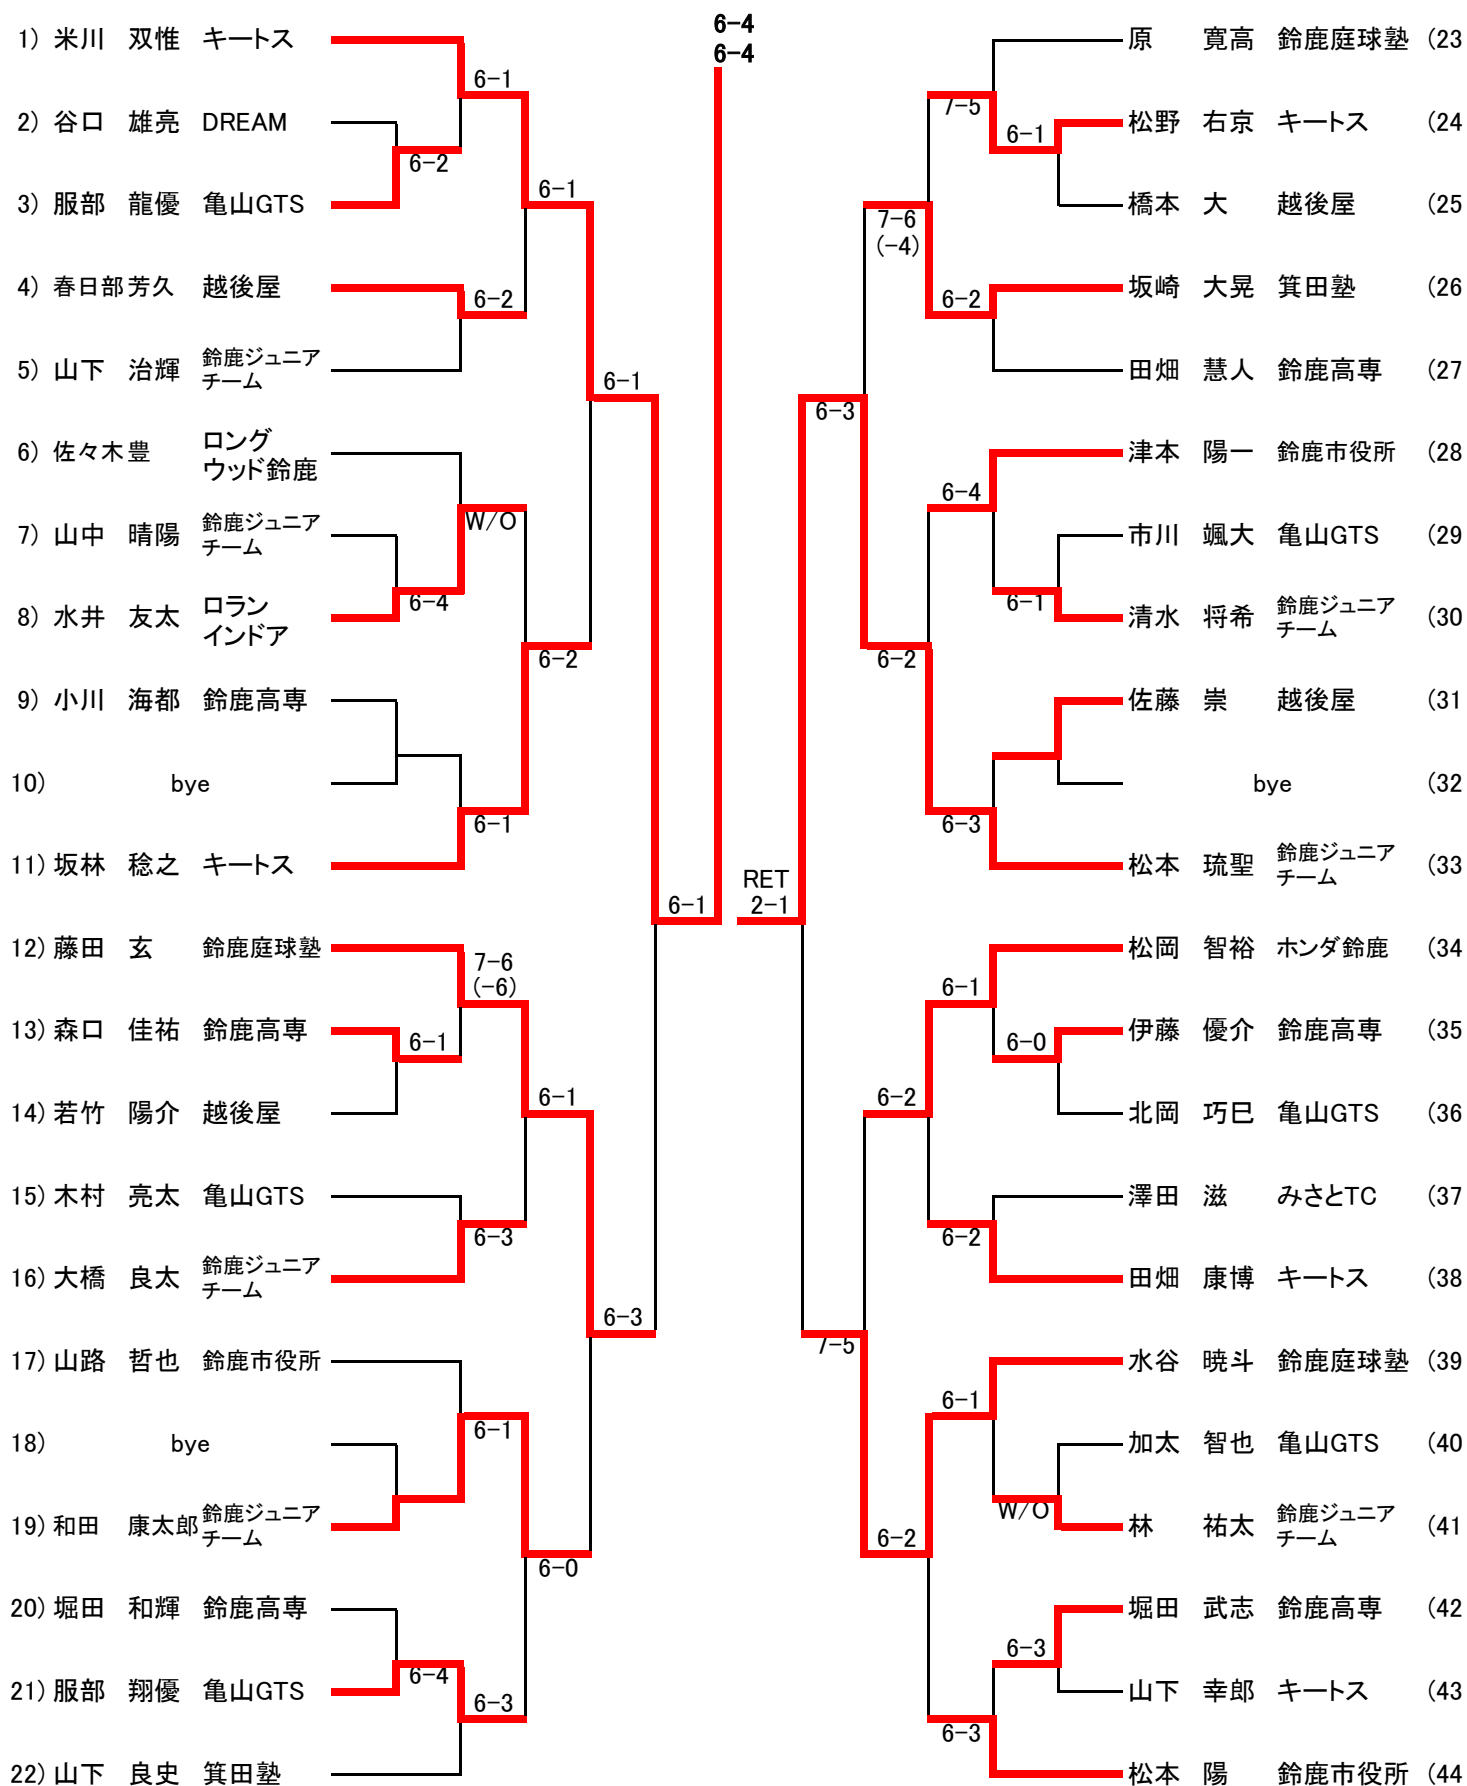 6-4
6-4
1) 米川 双惟 キートス
6-1
2) 谷口 雄亮 DREAM
6-2
3) 服部 龍優 亀山GTS
6-1
4) 春日部 芳久 越後屋
6-2
5) 山下 治輝 鈴鹿ジュニア
チーム
6-1
6) 佐々木 豊 ロング
ウッド鈴鹿
W/O
7) 山中 晴陽 鈴鹿ジュニア
チーム
6-4
8) 水井 友太 ロラン
インドア
6-2
9) 小川 海都 鈴鹿高専
10) bye
6-1
11) 坂林 稔之 キートス
6-1
12) 藤田 玄 鈴鹿庭球塾
7-6
(-6)
13) 森口 佳祐 鈴鹿高専
6-1
14) 若竹 陽介 越後屋
6-1
15) 木村 亮太 亀山GTS
6-3
16) 大橋 良太 鈴鹿ジュニア
チーム
6-3
17) 山路 哲也 鈴鹿市役所
6-1
18) bye
19) 和田 康太郎 鈴鹿ジュニア
チーム
6-0
20) 堀田 和輝 鈴鹿高専
6-4
21) 服部 翔優 亀山GTS
6-3
22) 山下 良史 箕田塾
原 寛高 鈴鹿庭球塾 (23
7-5
松野 右京 キートス (24
6-1
橋本 大 越後屋 (25
7-6
(-4)
坂崎 大晃 箕田塾 (26
6-2
田畑 慧人 鈴鹿高専 (27
6-3
津本 陽一 鈴鹿市役所 (28
6-4
市川 颯大 亀山GTS (29
6-1
清水 将希 鈴鹿ジュニア
チーム (30
6-2
佐藤 崇 越後屋 (31
bye (32
6-3
松本 琉聖 鈴鹿ジュニア
チーム (33
RET
2-1
松岡 智裕 ホンダ鈴鹿 (34
6-1
伊藤 優介 鈴鹿高専 (35
6-0
北岡 巧巳 亀山GTS (36
6-2
澤田 滋 みさとTC (37
6-2
田畑 康博 キートス (38
7-5
水谷 暁斗 鈴鹿庭球塾 (39
6-1
加太 智也 亀山GTS (40
W/O
林 祐太 鈴鹿ジュニア
チーム (41
6-2
堀田 武志 鈴鹿高専 (42
6-3
山下 幸郎 キートス (43
6-3
松本 陽 鈴鹿市役所 (44